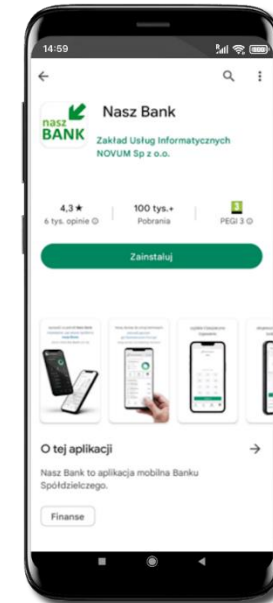 14:59
nasz
BANK
Nasz Bank
Zakład Usług Informatycznych
NOVUM Sp z o.o.
4,3 ★
6 tys. opinie
100 tys.+
Pobrania
3
PEGI 3
Zainstaluj
O tej aplikacji
Nasz Bank to aplikacja mobilna Banku
Spółdzielczego.
Finanse